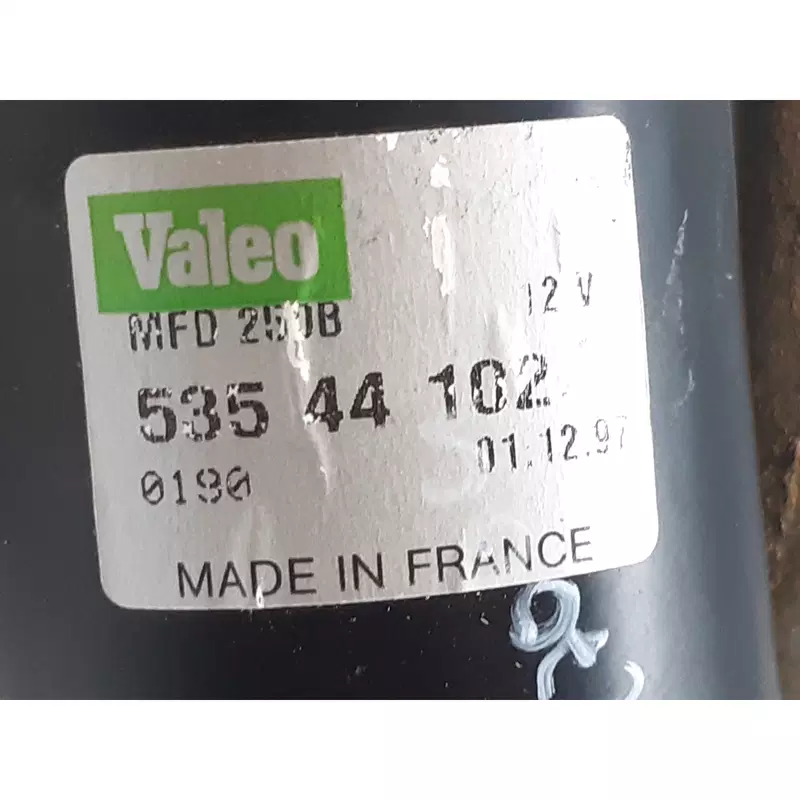 Valeo
MFD 250B 12 V
535 44 102
01.12.97
0190
MADE IN FRANCE